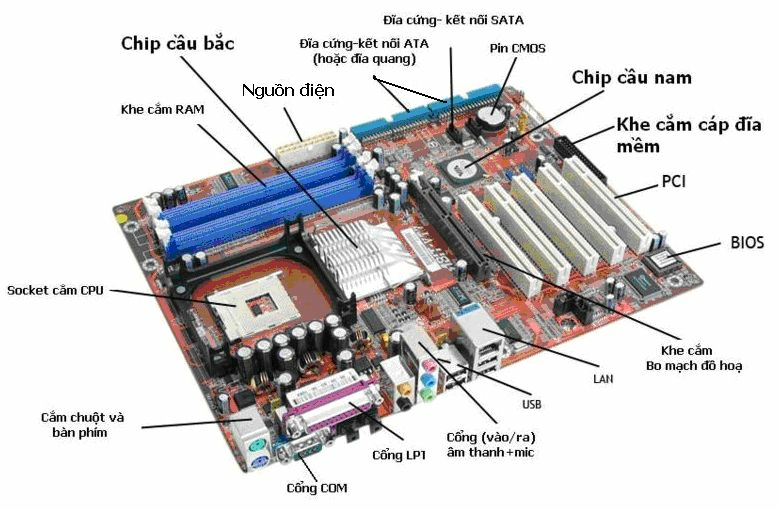 Đĩa cứng- kết nối SATA
Chip cầu bắc
Đĩa cứng-kết nối ATA
(hoặc đĩa quang)
Pin CMOS
Chip cầu nam
Nguồn điện
Khe cắm RAM
Khe cắm cáp đĩa
mềm
PCI
BIOS
Socket cắm CPU
Khe cắm
Bo mạch đồ hoạ
LAN
USB
Cắm chuột và
bàn phím
Cổng (vào/ra)
âm thanh+mic
Cổng LPT
Cổng COM